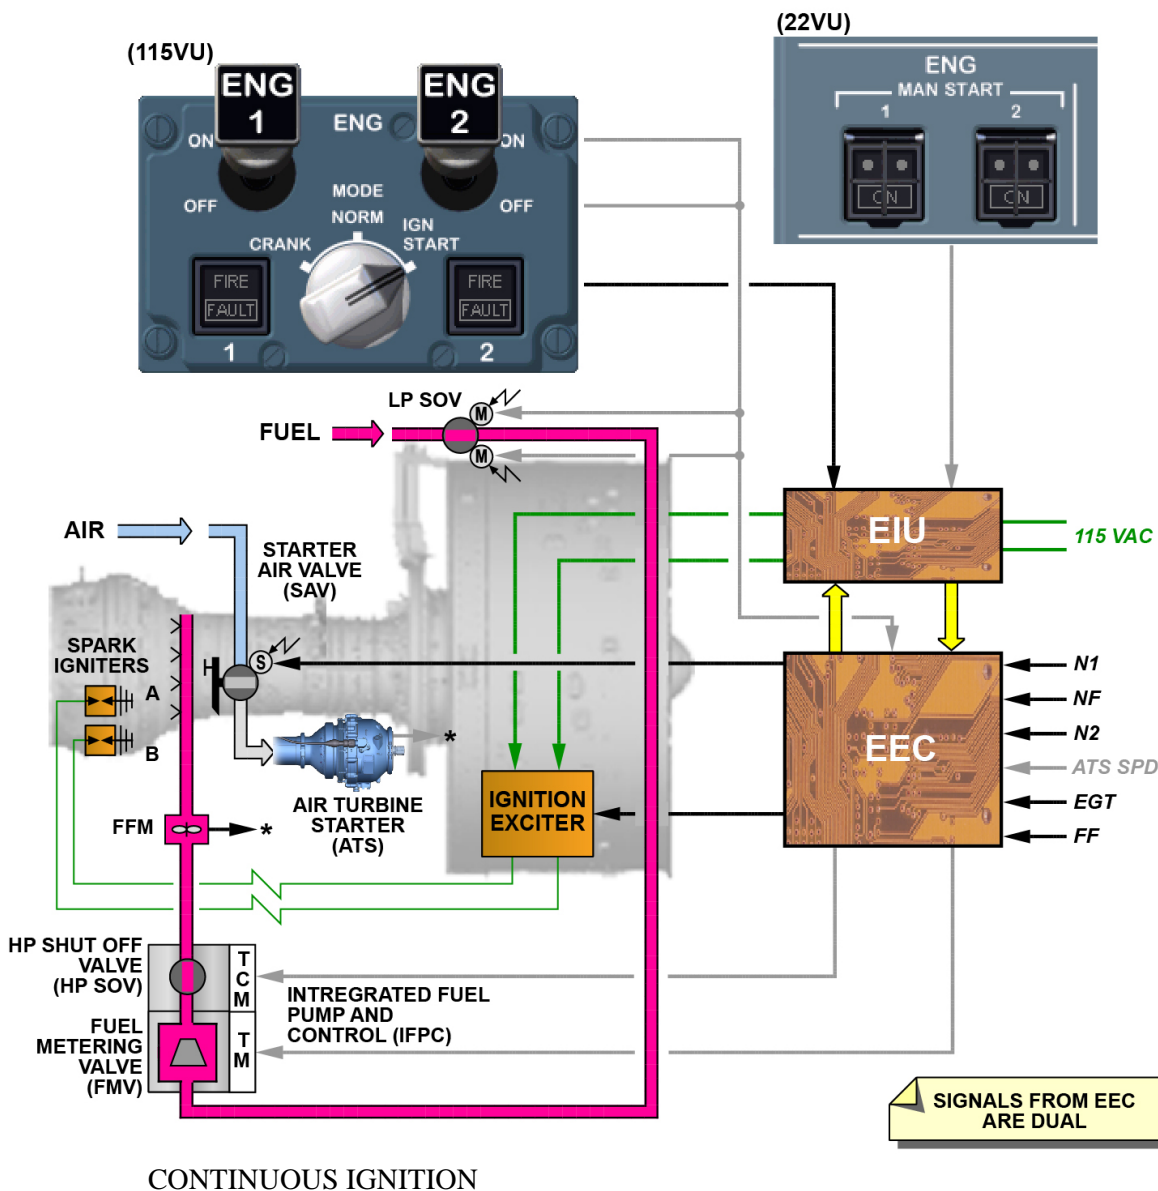 (115VU)
(22VU)
ENG
1
ENG
2
ENG
ON
OFF
ON
OFF
MODE
NORM
CRANK
IGN
START
FIRE
FAULT
1
FIRE
FAULT
2
ENG
MAN START
1
2
ON
ON
LP SOV
M
M
FUEL
AIR
STARTER
AIR VALVE
(SAV)
S
EIU
115 VAC
SPARK
IGNITERS
A
B
N1
NF
N2
ATS SPD
EGT
FF
EEC
*
AIR TURBINE
STARTER
(ATS)
IGNITION
EXCITER
FFM
*
HP SHUT OFF
VALVE
(HP SOV)
TCM
INTREGRATED FUEL
PUMP AND
CONTROL (IFPC)
FUEL
METERING
VALVE
(FMV)
TM
SIGNALS FROM EEC
ARE DUAL
CONTINUOUS IGNITION